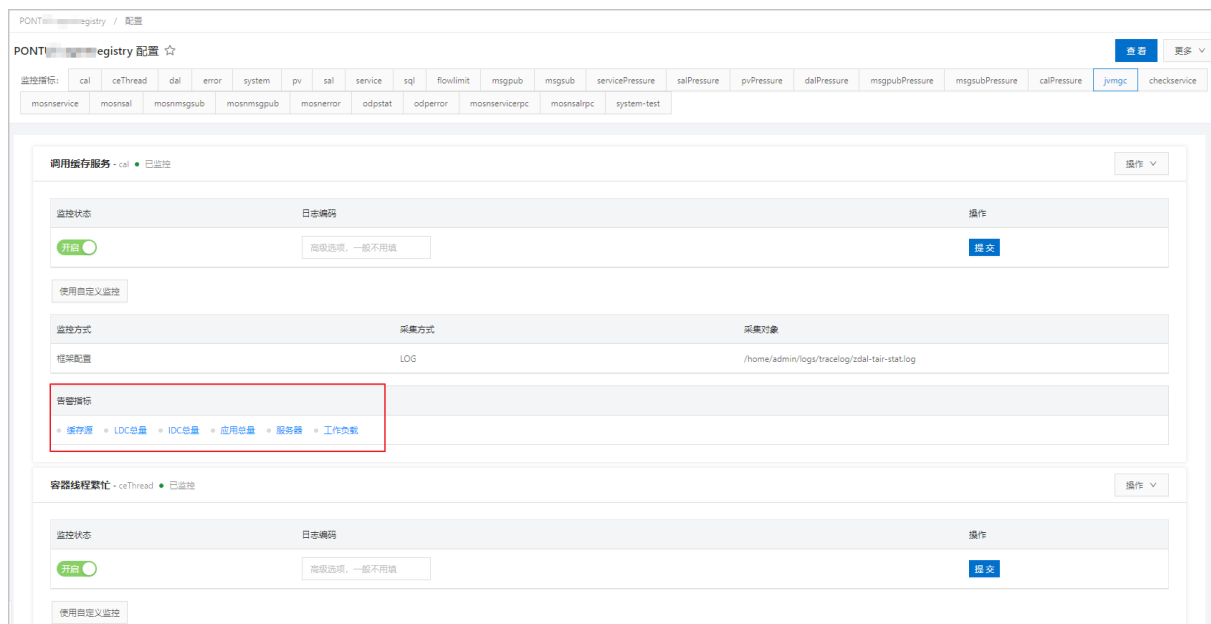 PONT egistry / 配置
PONT egistry 配置 ☆ 查看 更多
监控指标: cal ceThread dal error system pv sal service sql flowlimit msgpub msgsub servicePressure salPressure pvPressure dalPressure msgpubPressure msgsubPressure calPressure jvmgc checkservice
mosnservice mosnsal mosnmsgsub mosnmsgpub mosnerror odpstat odperror mosnservicerpc mosnsalrpc system-test
调用缓存服务 - cal ● 已监控 操作
监控状态 日志编码 操作
开启 高级选项,一般不用填 提交
使用自定义监控
监控方式 采集方式 采集对象
框架配置 LOG /home/admin/logs/tracelog/zdal-tair-stat.log
告警指标
缓存源 LDC总量 IDC总量 应用总量 服务器 工作负载
容器线程繁忙 - ceThread ● 已监控 操作
监控状态 日志编码 操作
开启 高级选项,一般不用填 提交
使用自定义监控